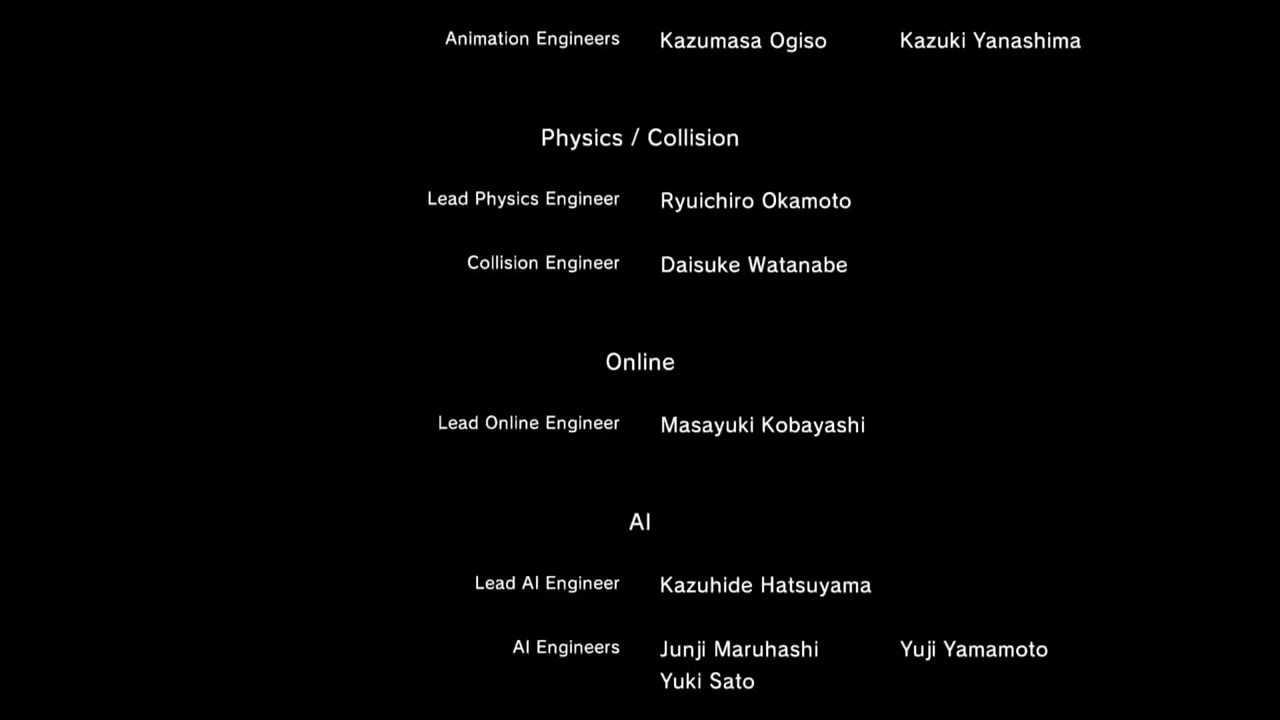 Animation Engineers Kazumasa Ogiso Kazuki Yanashima
Physics / Collision
Lead Physics Engineer Ryuichiro Okamoto
Collision Engineer Daisuke Watanabe
Online
Lead Online Engineer Masayuki Kobayashi
AI
Lead AI Engineer Kazuhide Hatsuyama
AI Engineers Junji Maruhashi Yuji Yamamoto
Yuki Sato